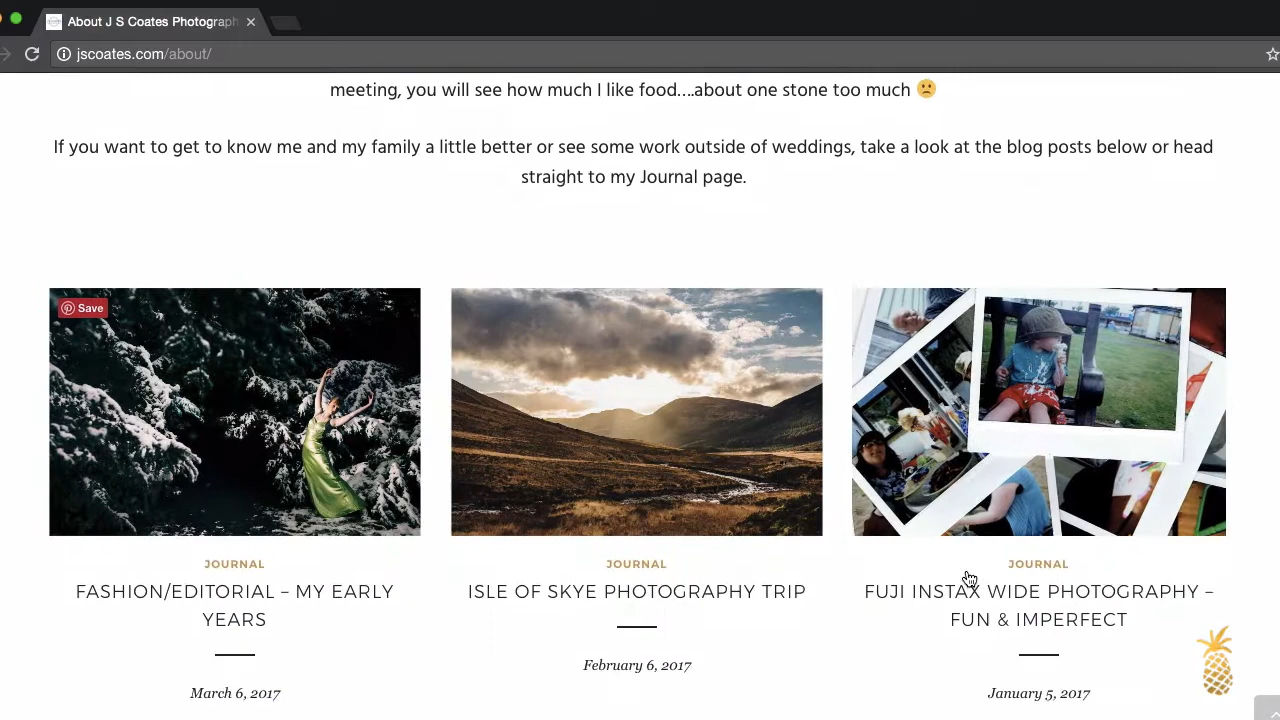 About J S Coates Photograph
jscoates.com/about/
meeting, you will see how much I like food....about one stone too much
If you want to get to know me and my family a little better or see some work outside of weddings, take a look at the blog posts below or head
straight to my Journal page.
Save
JOURNAL
FASHION/EDITORIAL – MY EARLY
YEARS
March 6, 2017
JOURNAL
ISLE OF SKYE PHOTOGRAPHY TRIP
February 6, 2017
JOURNAL
FUJI INSTAX WIDE PHOTOGRAPHY –
FUN & IMPERFECT
January 5, 2017